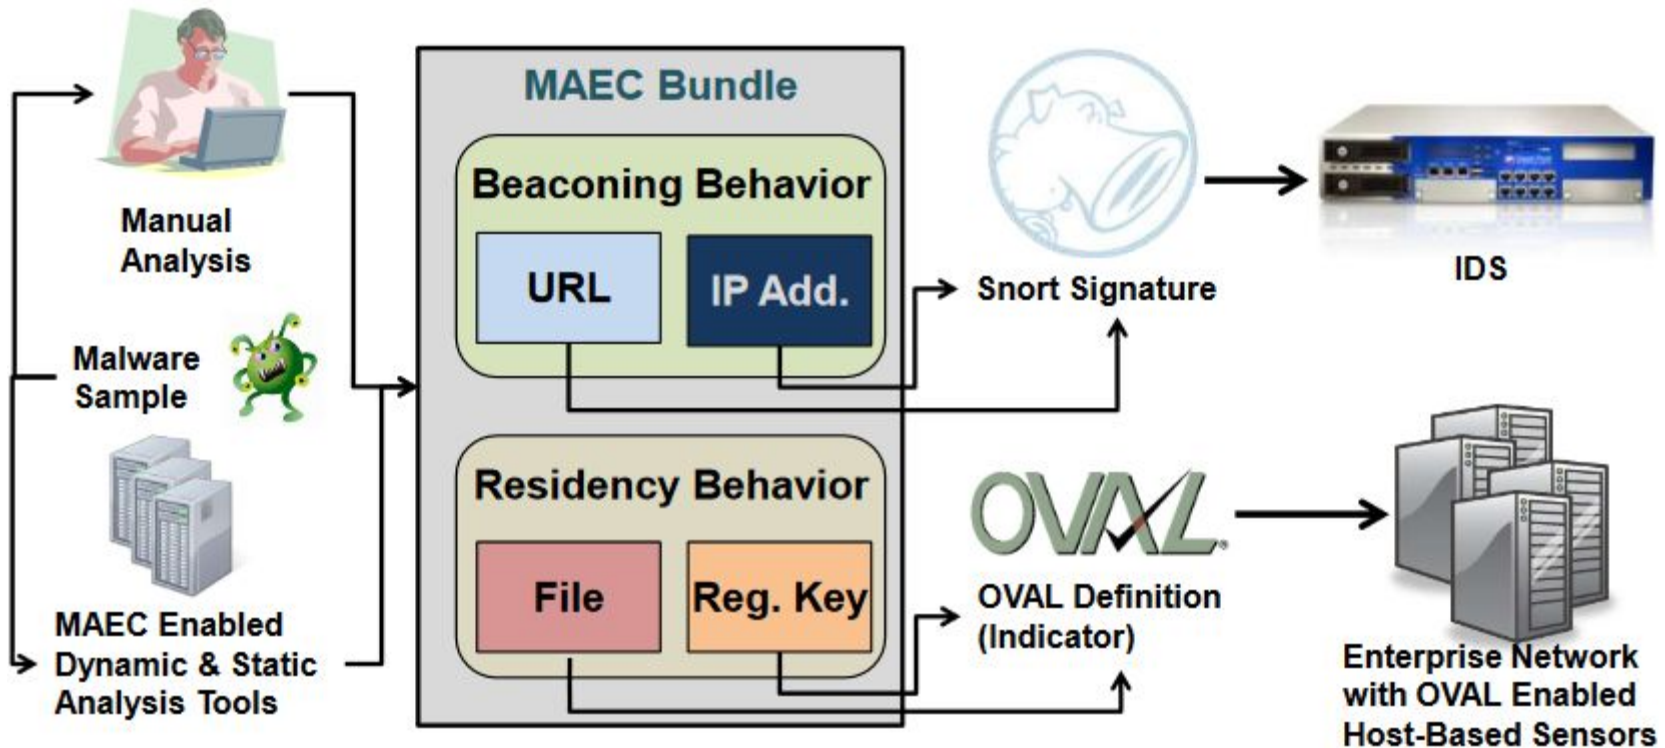 MAEC Bundle
Manual
Analysis
Malware
Sample
MAEC Enabled
Dynamic & Static
Analysis Tools
Beaconing Behavior
URL
IP Add.
Residency Behavior
File
Reg. Key
Snort Signature
IDS
OVAL®
OVAL Definition
(Indicator)
Enterprise Network
with OVAL Enabled
Host-Based Sensors